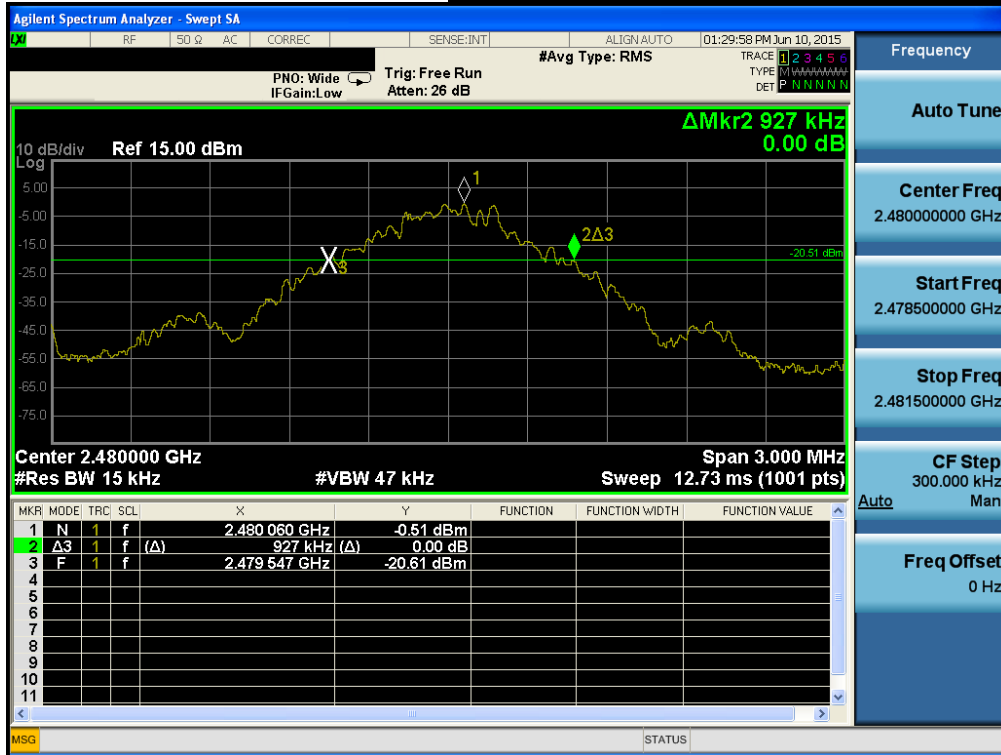 Agilent Spectrum Analyzer - Swept SA
LXI RF 50 Ω AC CORREC SENSE:INT ALIGN AUTO 01:29:58 PM Jun 10, 2015
#Avg Type: RMS
TRACE 1 2 3 4 5 6
TYPE M WWWWW
DET P N N N N N
PNO: Wide
IFGain:Low
Trig: Free Run
Atten: 26 dB
ΔMkr2 927 kHz
0.00 dB
10 dB/div Ref 15.00 dBm
Log
5.00
-5.00
-15.0
-25.0
-35.0
-45.0
-55.0
-65.0
-75.0
1
2Δ3
3
-20.51 dBm
Center 2.480000 GHz Span 3.000 MHz
#Res BW 15 kHz #VBW 47 kHz Sweep 12.73 ms (1001 pts)
MKR MODE TRC SCL X Y FUNCTION FUNCTION WIDTH FUNCTION VALUE
1 N 1 f 2.480 060 GHz -0.51 dBm
2 Δ3 1 f (Δ) 927 kHz (Δ) 0.00 dB
3 F 1 f 2.479 547 GHz -20.61 dBm
4
5
6
7
8
9
10
11
MSG STATUS
Frequency
Auto Tune
Center Freq
2.480000000 GHz
Start Freq
2.478500000 GHz
Stop Freq
2.481500000 GHz
CF Step
300.000 kHz
Auto Man
Freq Offset
0 Hz